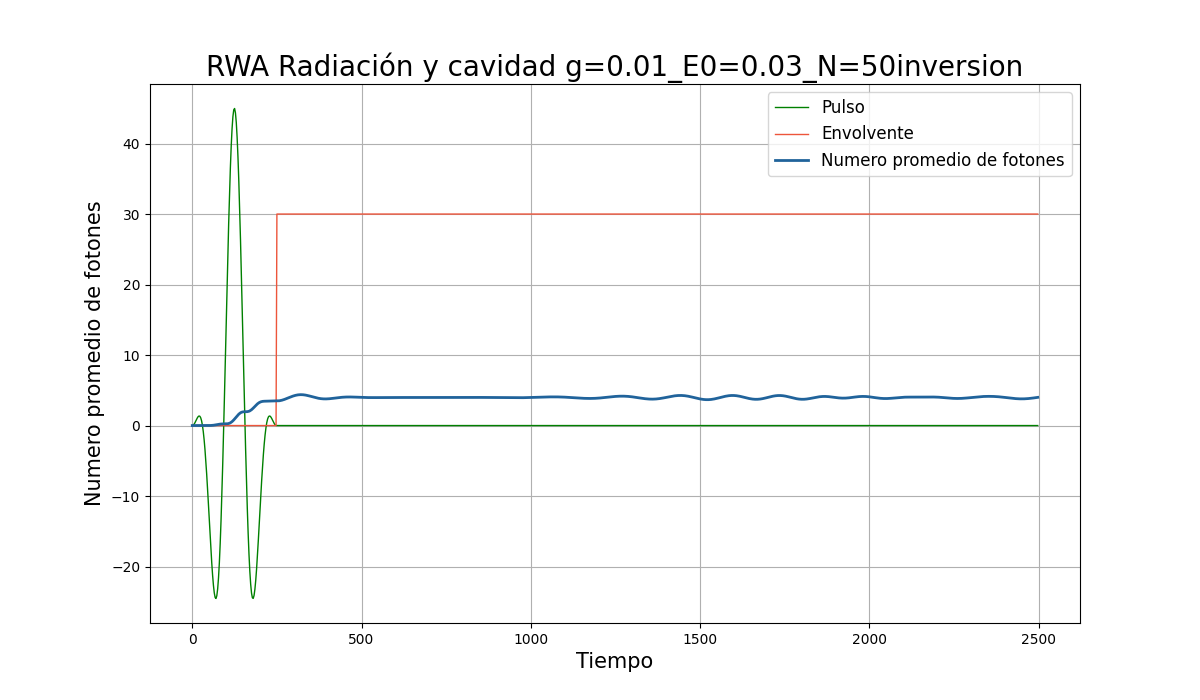 RWA Radiación y cavidad g=0.01_E0=0.03_N=50inversion
Pulso
Envolvente
Numero promedio de fotones
Numero promedio de fotones
40
30
20
10
0
−10
−20
0
500
1000
1500
2000
2500
Tiempo